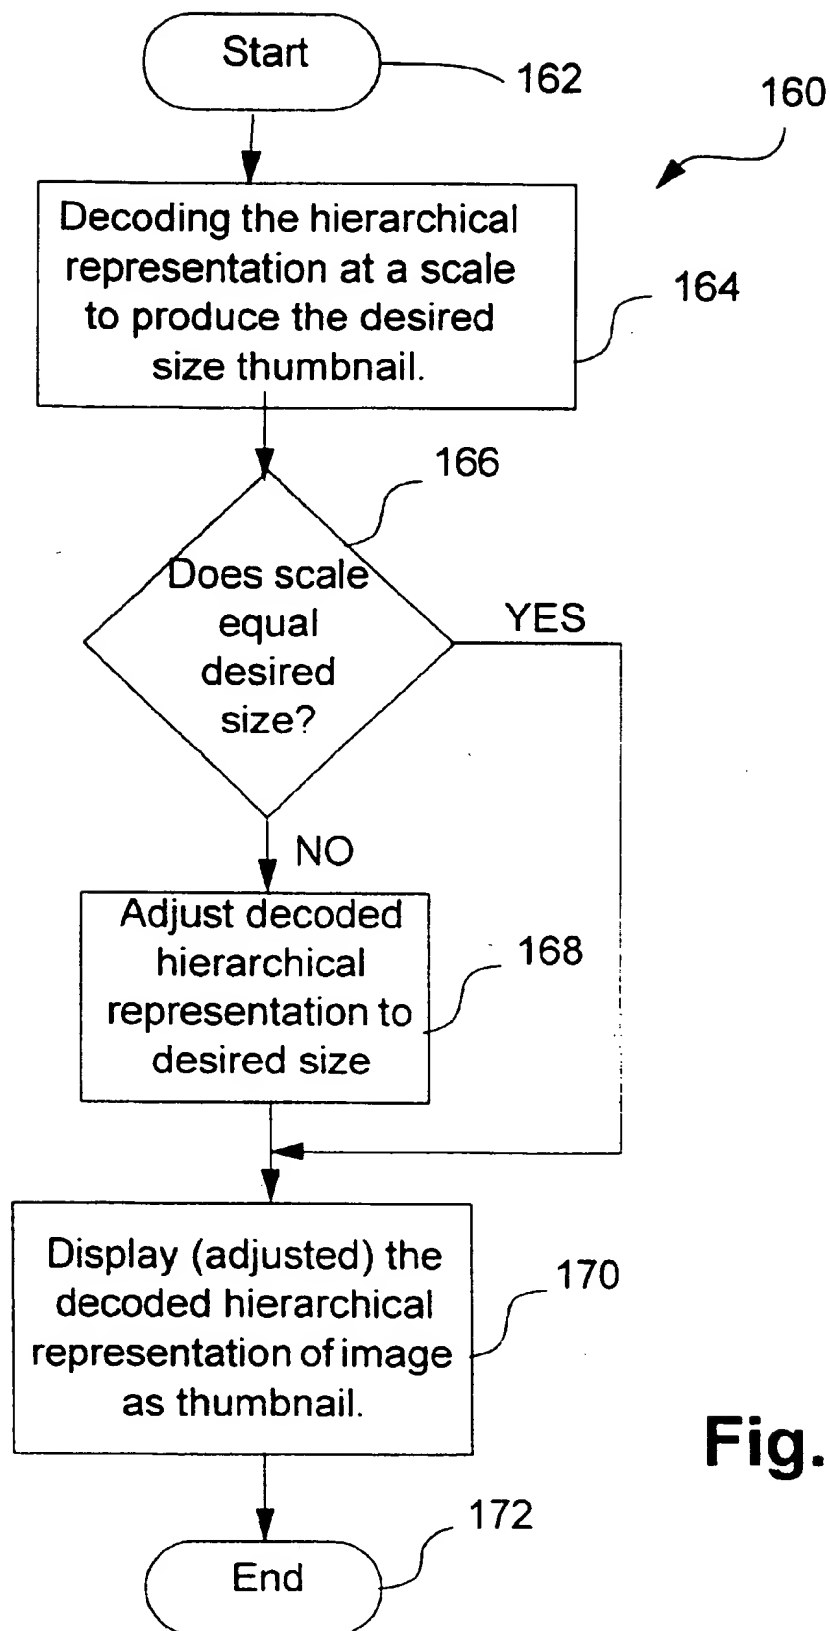 Start
162
160
Decoding the hierarchical
representation at a scale
to produce the desired
size thumbnail.
164
166
Does scale
equal
desired
size?
YES
NO
Adjust decoded
hierarchical
representation to
desired size
168
Display (adjusted) the
decoded hierarchical
representation of image
as thumbnail.
170
Fig.
172
End